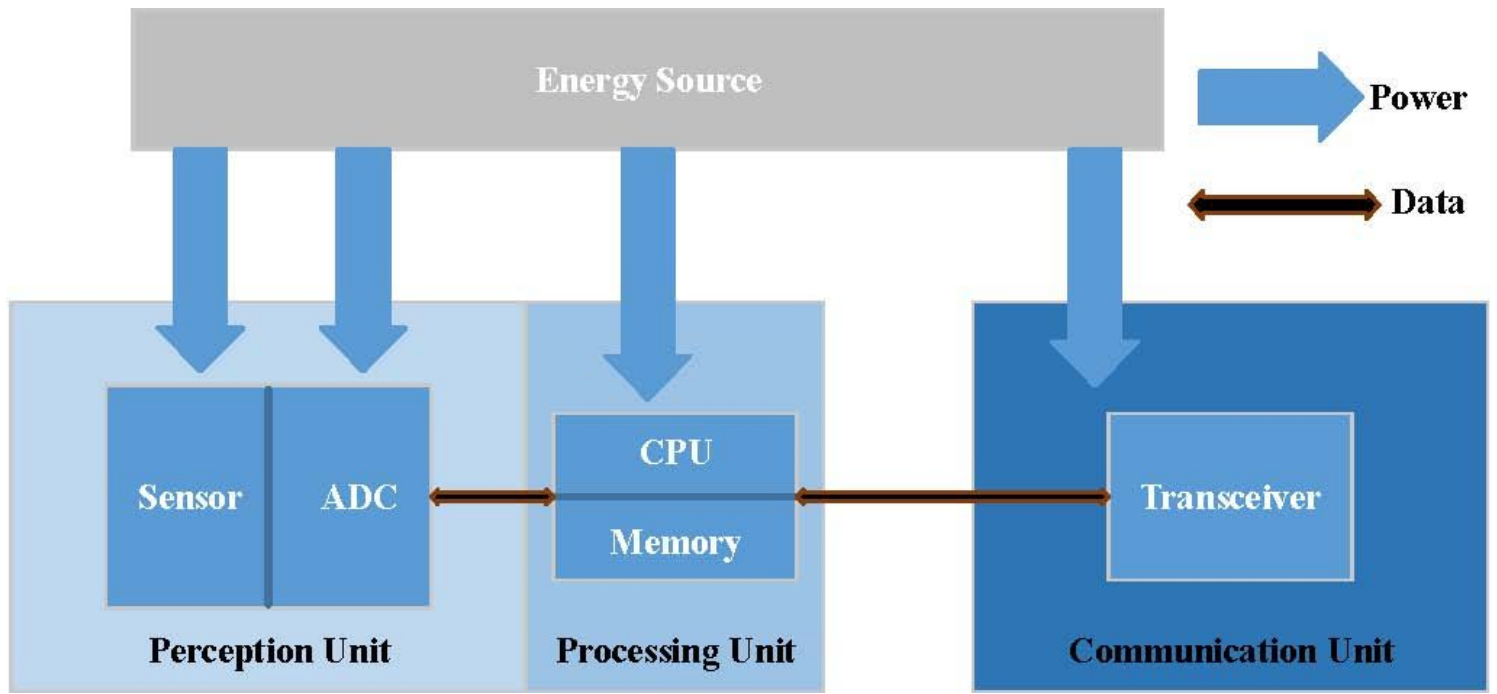 Energy Source
Power
Data
Sensor
ADC
CPU
Memory
Transceiver
Perception Unit
Processing Unit
Communication Unit